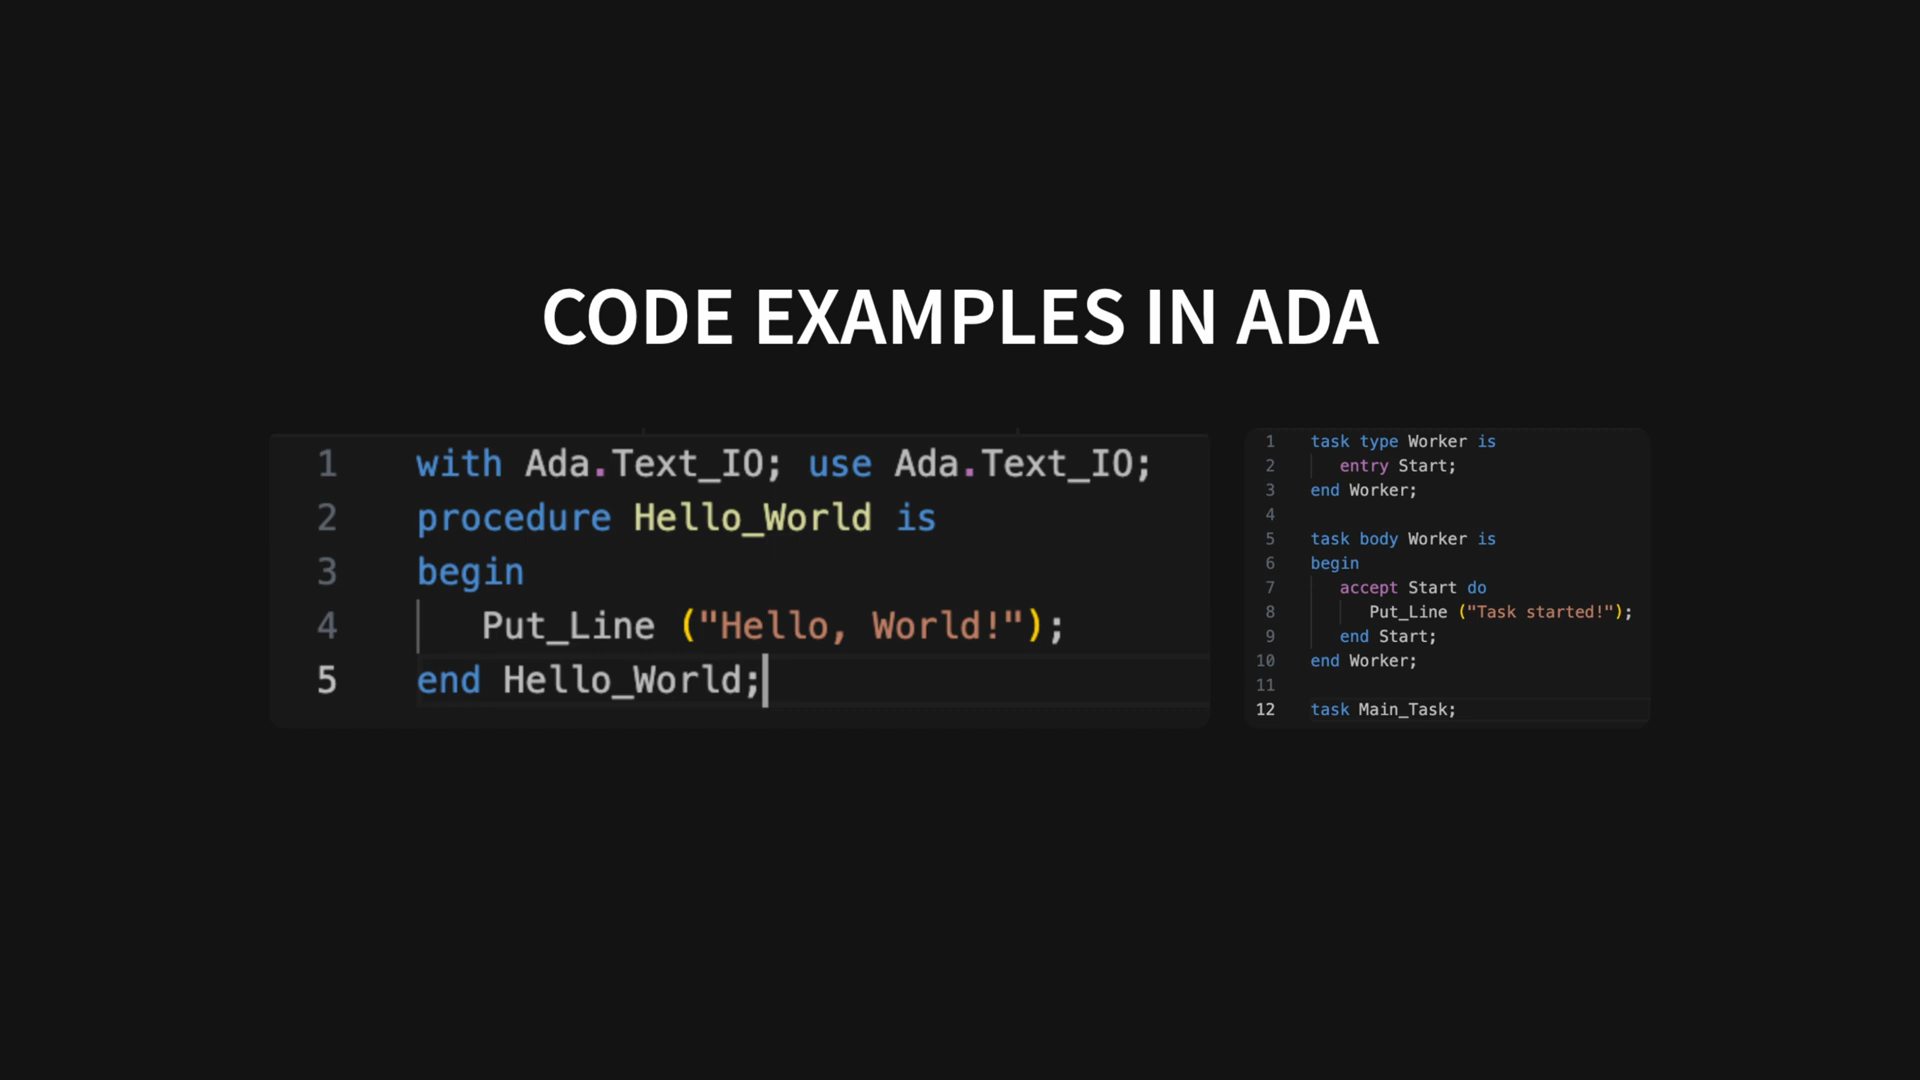 CODE EXAMPLES IN ADA
1 with Ada.Text_IO; use Ada.Text_IO;
2 procedure Hello_World is
3 begin
4 Put_Line ("Hello, World!");
5 end Hello_World;
1 task type Worker is
2 entry Start;
3 end Worker;
4
5 task body Worker is
6 begin
7 accept Start do
8 Put_Line ("Task started!");
9 end Start;
10 end Worker;
11
12 task Main_Task;